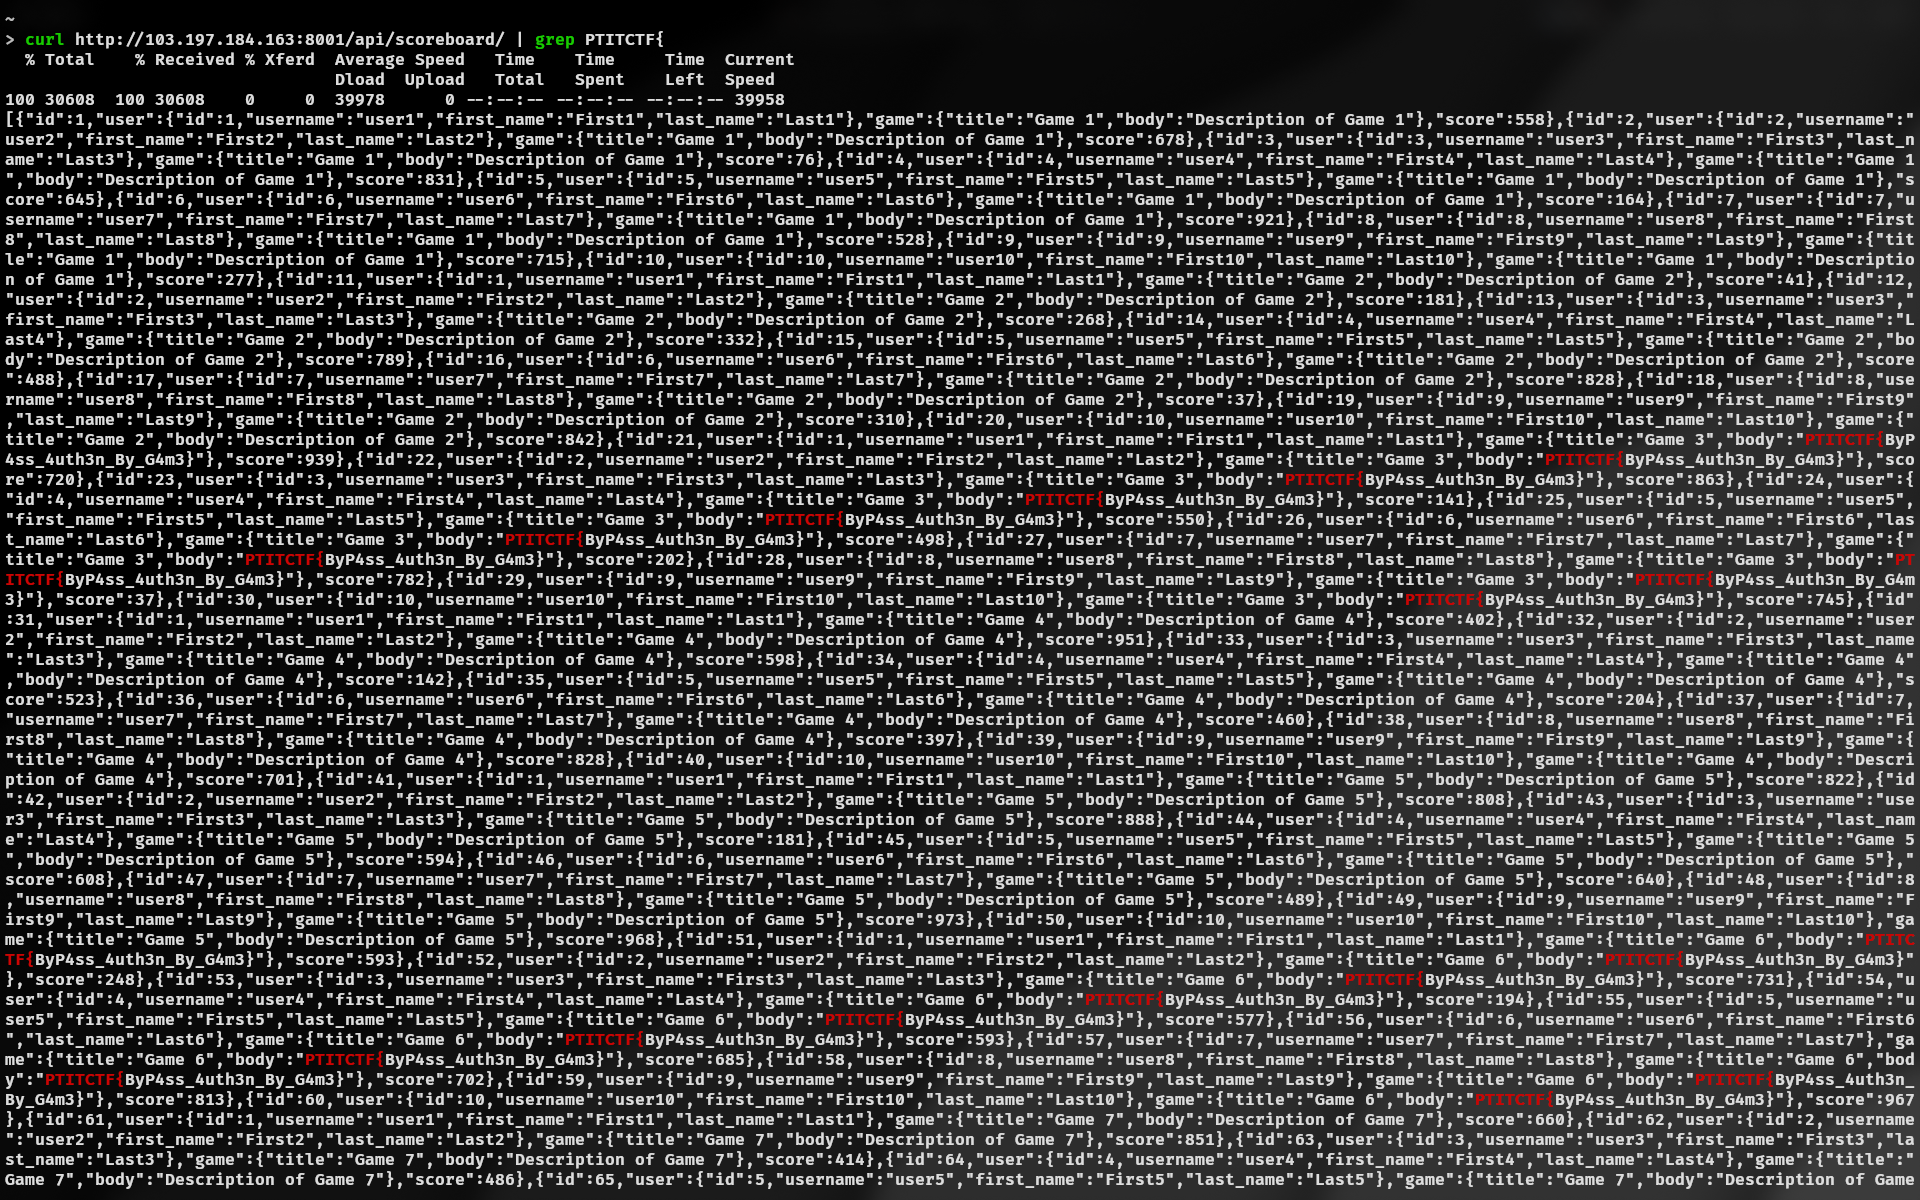 ~
> curl http://103.197.184.163:8001/api/scoreboard/ | grep PTITCTF{
  % Total    % Received % Xferd  Average Speed   Time    Time     Time  Current
                                 Dload  Upload   Total   Spent    Left  Speed
100 30608  100 30608    0     0  39978      0 --:--:-- --:--:-- --:--:-- 39958
[{"id":1,"user":{"id":1,"username":"user1","first_name":"First1","last_name":"Last1"},"game":{"title":"Game 1","body":"Description of Game 1"},"score":558},{"id":2,"user":{"id":2,"username":"
user2","first_name":"First2","last_name":"Last2"},"game":{"title":"Game 1","body":"Description of Game 1"},"score":678},{"id":3,"user":{"id":3,"username":"user3","first_name":"First3","last_n
ame":"Last3"},"game":{"title":"Game 1","body":"Description of Game 1"},"score":76},{"id":4,"user":{"id":4,"username":"user4","first_name":"First4","last_name":"Last4"},"game":{"title":"Game 1
","body":"Description of Game 1"},"score":831},{"id":5,"user":{"id":5,"username":"user5","first_name":"First5","last_name":"Last5"},"game":{"title":"Game 1","body":"Description of Game 1"},"s
core":645},{"id":6,"user":{"id":6,"username":"user6","first_name":"First6","last_name":"Last6"},"game":{"title":"Game 1","body":"Description of Game 1"},"score":164},{"id":7,"user":{"id":7,"u
sername":"user7","first_name":"First7","last_name":"Last7"},"game":{"title":"Game 1","body":"Description of Game 1"},"score":921},{"id":8,"user":{"id":8,"username":"user8","first_name":"First
8","last_name":"Last8"},"game":{"title":"Game 1","body":"Description of Game 1"},"score":528},{"id":9,"user":{"id":9,"username":"user9","first_name":"First9","last_name":"Last9"},"game":{"tit
le":"Game 1","body":"Description of Game 1"},"score":715},{"id":10,"user":{"id":10,"username":"user10","first_name":"First10","last_name":"Last10"},"game":{"title":"Game 1","body":"Descriptio
n of Game 1"},"score":277},{"id":11,"user":{"id":1,"username":"user1","first_name":"First1","last_name":"Last1"},"game":{"title":"Game 2","body":"Description of Game 2"},"score":41},{"id":12,
"user":{"id":2,"username":"user2","first_name":"First2","last_name":"Last2"},"game":{"title":"Game 2","body":"Description of Game 2"},"score":181},{"id":13,"user":{"id":3,"username":"user3","
first_name":"First3","last_name":"Last3"},"game":{"title":"Game 2","body":"Description of Game 2"},"score":268},{"id":14,"user":{"id":4,"username":"user4","first_name":"First4","last_name":"L
ast4"},"game":{"title":"Game 2","body":"Description of Game 2"},"score":332},{"id":15,"user":{"id":5,"username":"user5","first_name":"First5","last_name":"Last5"},"game":{"title":"Game 2","bo
dy":"Description of Game 2"},"score":789},{"id":16,"user":{"id":6,"username":"user6","first_name":"First6","last_name":"Last6"},"game":{"title":"Game 2","body":"Description of Game 2"},"score
":488},{"id":17,"user":{"id":7,"username":"user7","first_name":"First7","last_name":"Last7"},"game":{"title":"Game 2","body":"Description of Game 2"},"score":828},{"id":18,"user":{"id":8,"use
rname":"user8","first_name":"First8","last_name":"Last8"},"game":{"title":"Game 2","body":"Description of Game 2"},"score":37},{"id":19,"user":{"id":9,"username":"user9","first_name":"First9"
,"last_name":"Last9"},"game":{"title":"Game 2","body":"Description of Game 2"},"score":310},{"id":20,"user":{"id":10,"username":"user10","first_name":"First10","last_name":"Last10"},"game":{"
title":"Game 2","body":"Description of Game 2"},"score":842},{"id":21,"user":{"id":1,"username":"user1","first_name":"First1","last_name":"Last1"},"game":{"title":"Game 3","body":"PTITCTF{ByP
4ss_4uth3n_By_G4m3}"},"score":939},{"id":22,"user":{"id":2,"username":"user2","first_name":"First2","last_name":"Last2"},"game":{"title":"Game 3","body":"PTITCTF{ByP4ss_4uth3n_By_G4m3}"},"sco
re":720},{"id":23,"user":{"id":3,"username":"user3","first_name":"First3","last_name":"Last3"},"game":{"title":"Game 3","body":"PTITCTF{ByP4ss_4uth3n_By_G4m3}"},"score":863},{"id":24,"user":{
"id":4,"username":"user4","first_name":"First4","last_name":"Last4"},"game":{"title":"Game 3","body":"PTITCTF{ByP4ss_4uth3n_By_G4m3}"},"score":141},{"id":25,"user":{"id":5,"username":"user5",
"first_name":"First5","last_name":"Last5"},"game":{"title":"Game 3","body":"PTITCTF{ByP4ss_4uth3n_By_G4m3}"},"score":550},{"id":26,"user":{"id":6,"username":"user6","first_name":"First6","las
t_name":"Last6"},"game":{"title":"Game 3","body":"PTITCTF{ByP4ss_4uth3n_By_G4m3}"},"score":498},{"id":27,"user":{"id":7,"username":"user7","first_name":"First7","last_name":"Last7"},"game":{"
title":"Game 3","body":"PTITCTF{ByP4ss_4uth3n_By_G4m3}"},"score":202},{"id":28,"user":{"id":8,"username":"user8","first_name":"First8","last_name":"Last8"},"game":{"title":"Game 3","body":"PT
ITCTF{ByP4ss_4uth3n_By_G4m3}"},"score":782},{"id":29,"user":{"id":9,"username":"user9","first_name":"First9","last_name":"Last9"},"game":{"title":"Game 3","body":"PTITCTF{ByP4ss_4uth3n_By_G4m
3}"},"score":37},{"id":30,"user":{"id":10,"username":"user10","first_name":"First10","last_name":"Last10"},"game":{"title":"Game 3","body":"PTITCTF{ByP4ss_4uth3n_By_G4m3}"},"score":745},{"id"
:31,"user":{"id":1,"username":"user1","first_name":"First1","last_name":"Last1"},"game":{"title":"Game 4","body":"Description of Game 4"},"score":402},{"id":32,"user":{"id":2,"username":"user
2","first_name":"First2","last_name":"Last2"},"game":{"title":"Game 4","body":"Description of Game 4"},"score":951},{"id":33,"user":{"id":3,"username":"user3","first_name":"First3","last_name
":"Last3"},"game":{"title":"Game 4","body":"Description of Game 4"},"score":598},{"id":34,"user":{"id":4,"username":"user4","first_name":"First4","last_name":"Last4"},"game":{"title":"Game 4"
,"body":"Description of Game 4"},"score":142},{"id":35,"user":{"id":5,"username":"user5","first_name":"First5","last_name":"Last5"},"game":{"title":"Game 4","body":"Description of Game 4"},"s
core":523},{"id":36,"user":{"id":6,"username":"user6","first_name":"First6","last_name":"Last6"},"game":{"title":"Game 4","body":"Description of Game 4"},"score":204},{"id":37,"user":{"id":7,
"username":"user7","first_name":"First7","last_name":"Last7"},"game":{"title":"Game 4","body":"Description of Game 4"},"score":460},{"id":38,"user":{"id":8,"username":"user8","first_name":"Fi
rst8","last_name":"Last8"},"game":{"title":"Game 4","body":"Description of Game 4"},"score":397},{"id":39,"user":{"id":9,"username":"user9","first_name":"First9","last_name":"Last9"},"game":{
"title":"Game 4","body":"Description of Game 4"},"score":828},{"id":40,"user":{"id":10,"username":"user10","first_name":"First10","last_name":"Last10"},"game":{"title":"Game 4","body":"Descri
ption of Game 4"},"score":701},{"id":41,"user":{"id":1,"username":"user1","first_name":"First1","last_name":"Last1"},"game":{"title":"Game 5","body":"Description of Game 5"},"score":822},{"id
":42,"user":{"id":2,"username":"user2","first_name":"First2","last_name":"Last2"},"game":{"title":"Game 5","body":"Description of Game 5"},"score":808},{"id":43,"user":{"id":3,"username":"use
r3","first_name":"First3","last_name":"Last3"},"game":{"title":"Game 5","body":"Description of Game 5"},"score":888},{"id":44,"user":{"id":4,"username":"user4","first_name":"First4","last_nam
e":"Last4"},"game":{"title":"Game 5","body":"Description of Game 5"},"score":181},{"id":45,"user":{"id":5,"username":"user5","first_name":"First5","last_name":"Last5"},"game":{"title":"Game 5
","body":"Description of Game 5"},"score":594},{"id":46,"user":{"id":6,"username":"user6","first_name":"First6","last_name":"Last6"},"game":{"title":"Game 5","body":"Description of Game 5"},"
score":608},{"id":47,"user":{"id":7,"username":"user7","first_name":"First7","last_name":"Last7"},"game":{"title":"Game 5","body":"Description of Game 5"},"score":640},{"id":48,"user":{"id":8
,"username":"user8","first_name":"First8","last_name":"Last8"},"game":{"title":"Game 5","body":"Description of Game 5"},"score":489},{"id":49,"user":{"id":9,"username":"user9","first_name":"F
irst9","last_name":"Last9"},"game":{"title":"Game 5","body":"Description of Game 5"},"score":973},{"id":50,"user":{"id":10,"username":"user10","first_name":"First10","last_name":"Last10"},"ga
me":{"title":"Game 5","body":"Description of Game 5"},"score":968},{"id":51,"user":{"id":1,"username":"user1","first_name":"First1","last_name":"Last1"},"game":{"title":"Game 6","body":"PTITC
TF{ByP4ss_4uth3n_By_G4m3}"},"score":593},{"id":52,"user":{"id":2,"username":"user2","first_name":"First2","last_name":"Last2"},"game":{"title":"Game 6","body":"PTITCTF{ByP4ss_4uth3n_By_G4m3}"
},"score":248},{"id":53,"user":{"id":3,"username":"user3","first_name":"First3","last_name":"Last3"},"game":{"title":"Game 6","body":"PTITCTF{ByP4ss_4uth3n_By_G4m3}"},"score":731},{"id":54,"u
ser":{"id":4,"username":"user4","first_name":"First4","last_name":"Last4"},"game":{"title":"Game 6","body":"PTITCTF{ByP4ss_4uth3n_By_G4m3}"},"score":194},{"id":55,"user":{"id":5,"username":"u
ser5","first_name":"First5","last_name":"Last5"},"game":{"title":"Game 6","body":"PTITCTF{ByP4ss_4uth3n_By_G4m3}"},"score":577},{"id":56,"user":{"id":6,"username":"user6","first_name":"First6
","last_name":"Last6"},"game":{"title":"Game 6","body":"PTITCTF{ByP4ss_4uth3n_By_G4m3}"},"score":593},{"id":57,"user":{"id":7,"username":"user7","first_name":"First7","last_name":"Last7"},"ga
me":{"title":"Game 6","body":"PTITCTF{ByP4ss_4uth3n_By_G4m3}"},"score":685},{"id":58,"user":{"id":8,"username":"user8","first_name":"First8","last_name":"Last8"},"game":{"title":"Game 6","bod
y":"PTITCTF{ByP4ss_4uth3n_By_G4m3}"},"score":702},{"id":59,"user":{"id":9,"username":"user9","first_name":"First9","last_name":"Last9"},"game":{"title":"Game 6","body":"PTITCTF{ByP4ss_4uth3n_
By_G4m3}"},"score":813},{"id":60,"user":{"id":10,"username":"user10","first_name":"First10","last_name":"Last10"},"game":{"title":"Game 6","body":"PTITCTF{ByP4ss_4uth3n_By_G4m3}"},"score":967
},{"id":61,"user":{"id":1,"username":"user1","first_name":"First1","last_name":"Last1"},"game":{"title":"Game 7","body":"Description of Game 7"},"score":660},{"id":62,"user":{"id":2,"username
":"user2","first_name":"First2","last_name":"Last2"},"game":{"title":"Game 7","body":"Description of Game 7"},"score":851},{"id":63,"user":{"id":3,"username":"user3","first_name":"First3","la
st_name":"Last3"},"game":{"title":"Game 7","body":"Description of Game 7"},"score":414},{"id":64,"user":{"id":4,"username":"user4","first_name":"First4","last_name":"Last4"},"game":{"title":"
Game 7","body":"Description of Game 7"},"score":486},{"id":65,"user":{"id":5,"username":"user5","first_name":"First5","last_name":"Last5"},"game":{"title":"Game 7","body":"Description of Game